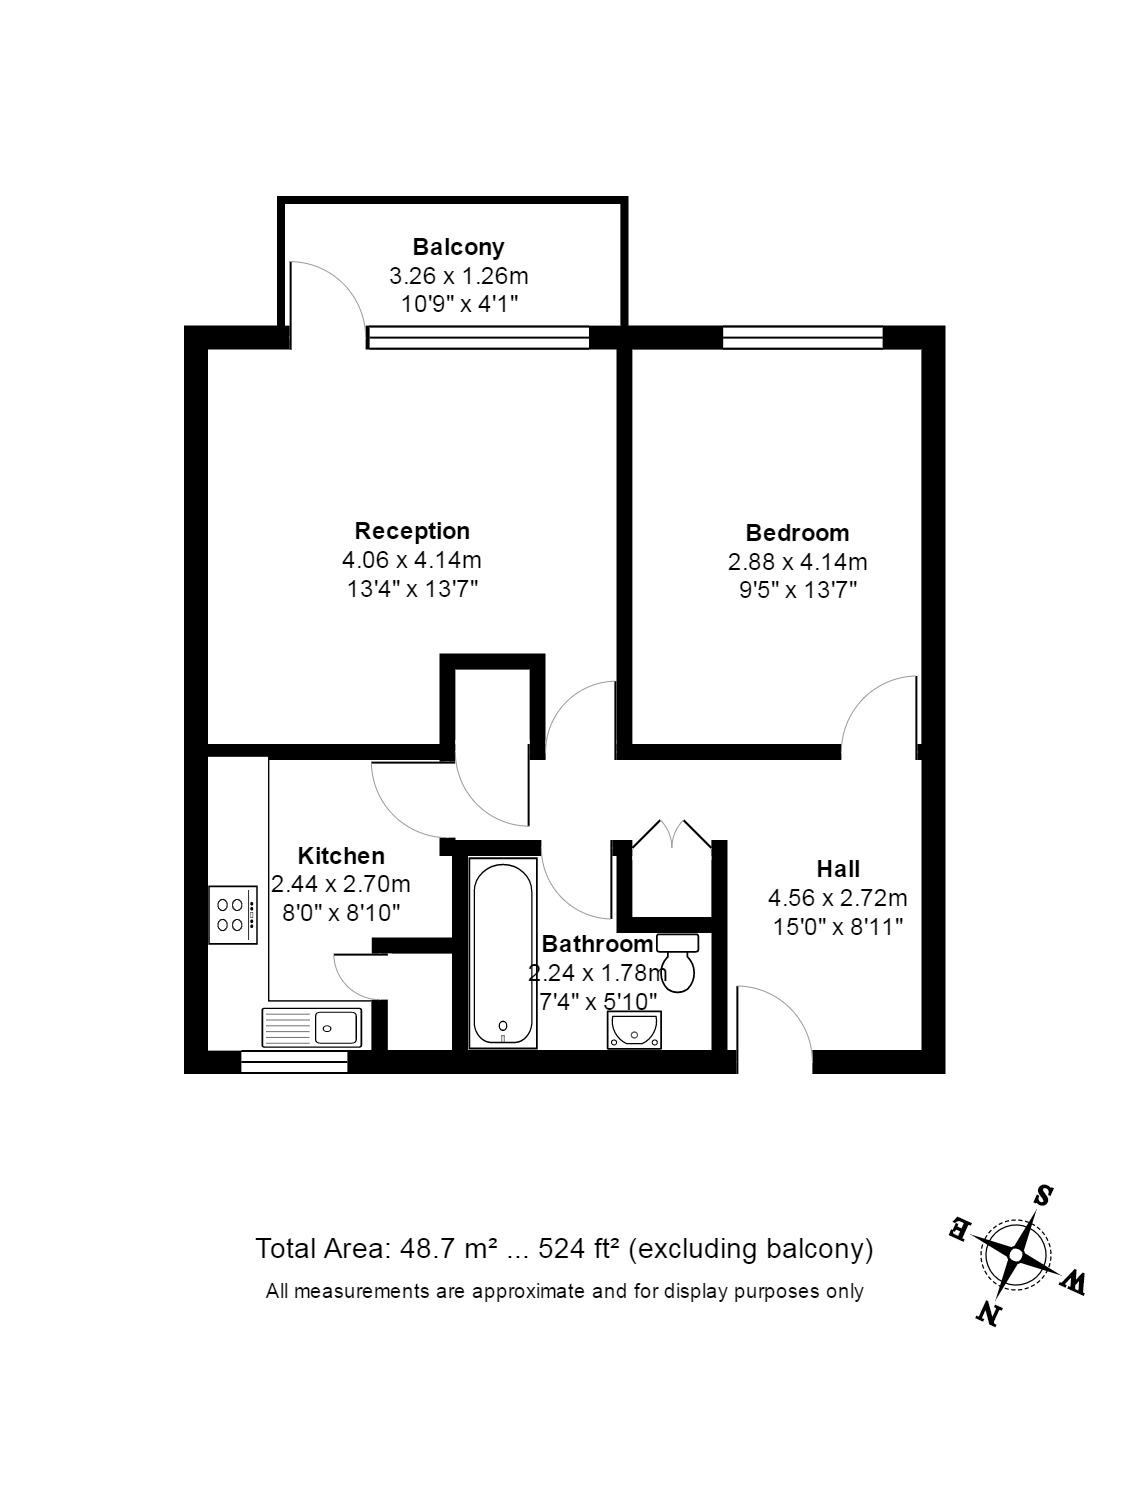 Balcony
3.26 x 1.26m
10'9" x 4'1"
Reception
4.06 x 4.14m
13'4" x 13'7"
Bedroom
2.88 x 4.14m
9'5" x 13'7"
Kitchen
2.44 x 2.70m
8'0" x 8'10"
Hall
4.56 x 2.72m
15'0" x 8'11"
Bathroom
2.24 x 1.78m
7'4" x 5'10"
Total Area: 48.7 m² ... 524 ft² (excluding balcony)
All measurements are approximate and for display purposes only
S
E
W
N